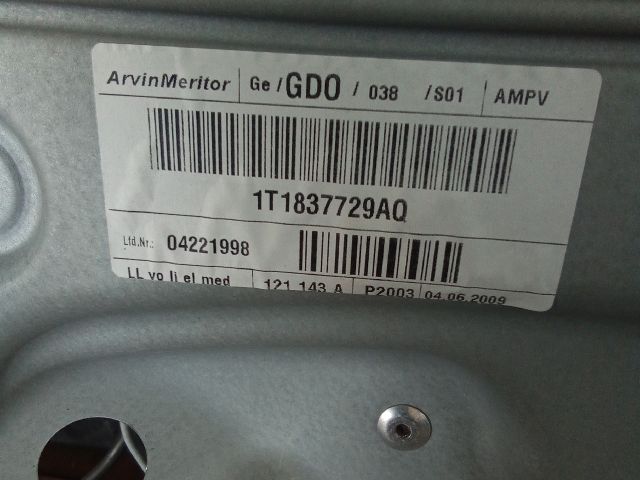 ArvinMeritor Ge /GDO / 038 /S01 AMPV
1T1837729AQ
Lfd.Nr.: 04221998
LL vo li el med 121 143 A P2003 04.06.2009